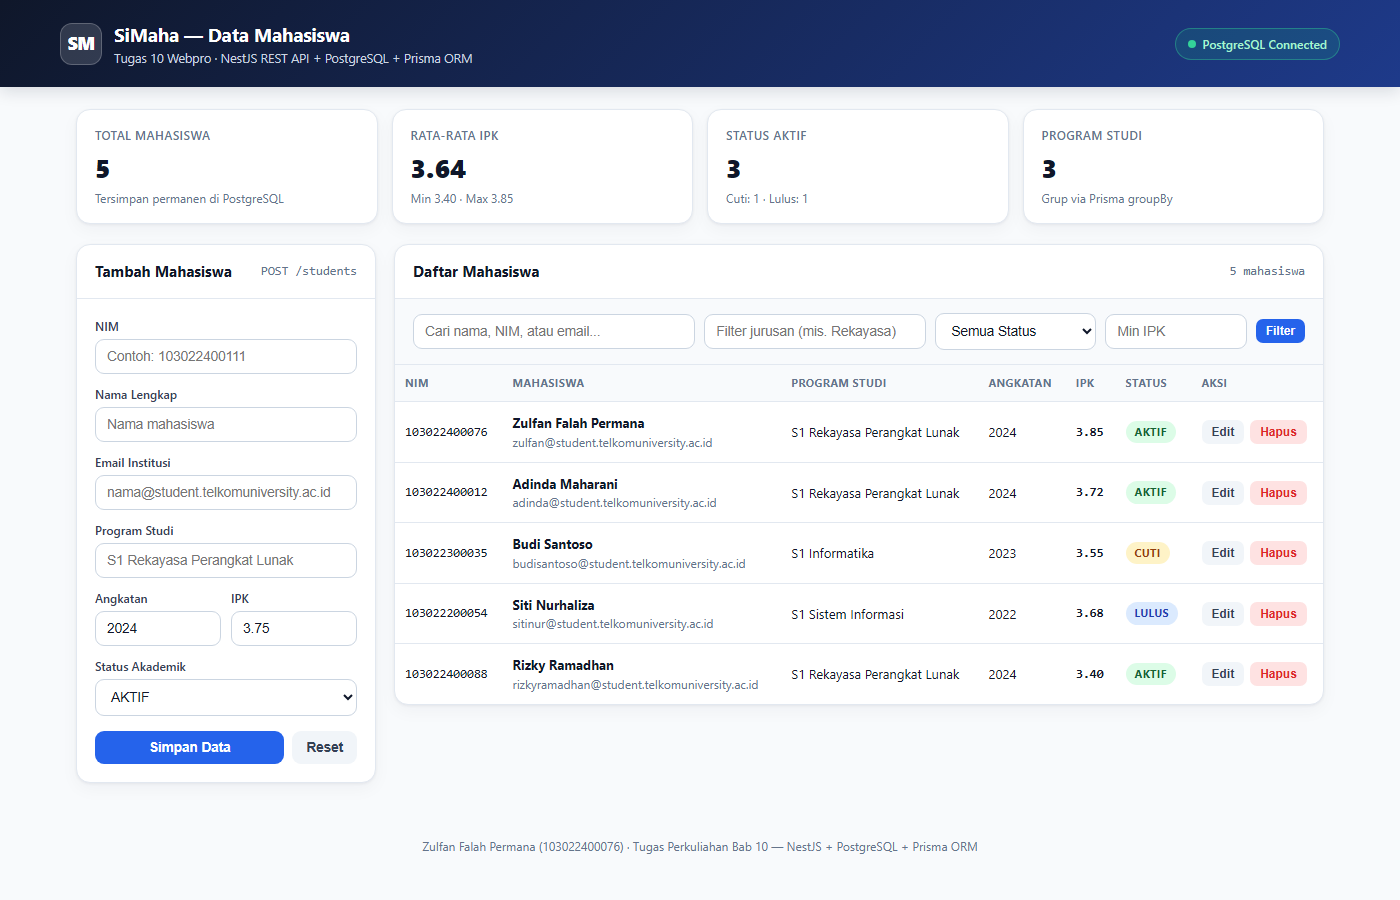 SM
SiMaha — Data Mahasiswa
Tugas 10 Webpro · NestJS REST API + PostgreSQL + Prisma ORM
PostgreSQL Connected
TOTAL MAHASISWA
5
Tersimpan permanen di PostgreSQL
RATA-RATA IPK
3.64
Min 3.40 · Max 3.85
STATUS AKTIF
3
Cuti: 1 · Lulus: 1
PROGRAM STUDI
3
Grup via Prisma groupBy
Tambah Mahasiswa POST /students
NIM
Contoh: 103022400111
Nama Lengkap
Nama mahasiswa
Email Institusi
nama@student.telkomuniversity.ac.id
Program Studi
S1 Rekayasa Perangkat Lunak
Angkatan IPK
2024 3.75
Status Akademik
AKTIF
Simpan Data Reset
Daftar Mahasiswa 5 mahasiswa
Cari nama, NIM, atau email... Filter jurusan (mis. Rekayasa) Semua Status Min IPK Filter
NIM MAHASISWA PROGRAM STUDI ANGKATAN IPK STATUS AKSI
103022400076 Zulfan Falah Permana S1 Rekayasa Perangkat Lunak 2024 3.85 AKTIF Edit Hapus
zulfan@student.telkomuniversity.ac.id
103022400012 Adinda Maharani S1 Rekayasa Perangkat Lunak 2024 3.72 AKTIF Edit Hapus
adinda@student.telkomuniversity.ac.id
103022300035 Budi Santoso S1 Informatika 2023 3.55 CUTI Edit Hapus
budisantoso@student.telkomuniversity.ac.id
103022200054 Siti Nurhaliza S1 Sistem Informasi 2022 3.68 LULUS Edit Hapus
sitinur@student.telkomuniversity.ac.id
103022400088 Rizky Ramadhan S1 Rekayasa Perangkat Lunak 2024 3.40 AKTIF Edit Hapus
rizkyramadhan@student.telkomuniversity.ac.id
Zulfan Falah Permana (103022400076) · Tugas Perkuliahan Bab 10 — NestJS + PostgreSQL + Prisma ORM